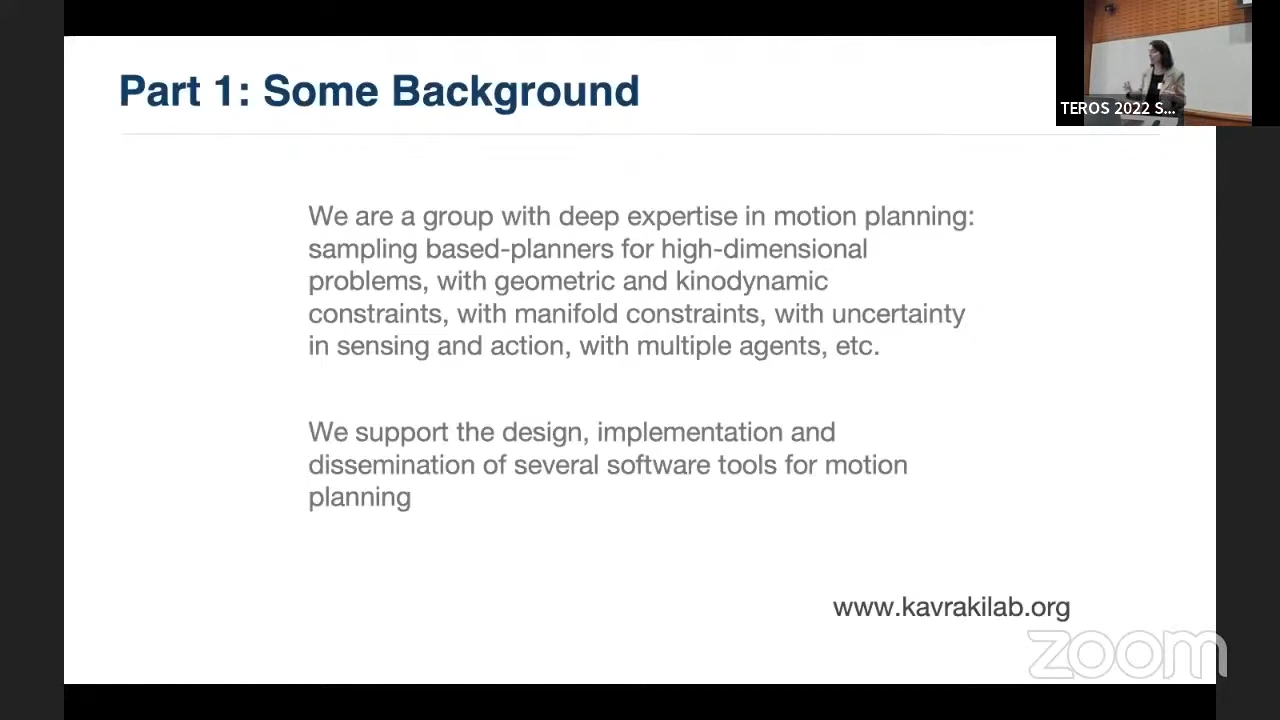 Part 1: Some Background
TEROS 2022 S...
We are a group with deep expertise in motion planning:
sampling based-planners for high-dimensional
problems, with geometric and kinodynamic
constraints, with manifold constraints, with uncertainty
in sensing and action, with multiple agents, etc.
We support the design, implementation and
dissemination of several software tools for motion
planning
www.kavrakilab.org
zoom